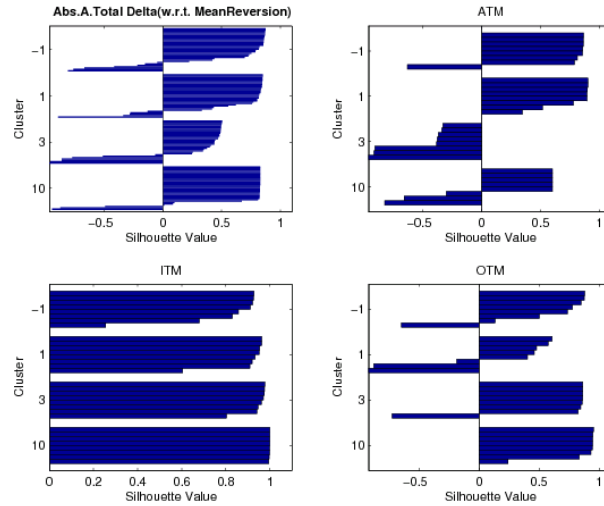 Abs.A.Total Delta(w.r.t. MeanReversion)
Cluster
−1
1
3
10
−0.5 0 0.5 1
Silhouette Value
ATM
Cluster
−1
1
3
10
−0.5 0 0.5 1
Silhouette Value
ITM
Cluster
−1
1
3
10
0 0.2 0.4 0.6 0.8 1
Silhouette Value
OTM
Cluster
−1
1
3
10
−0.5 0 0.5 1
Silhouette Value